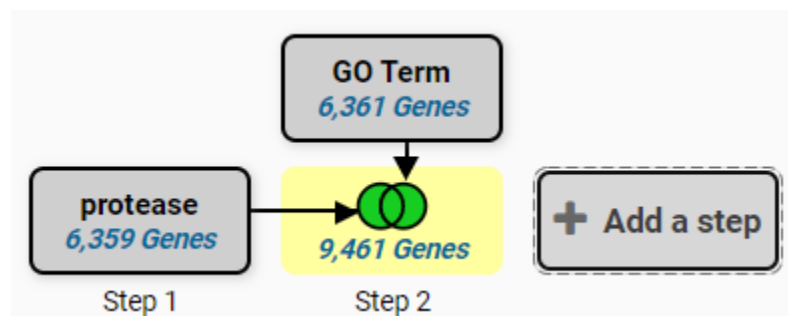 GO Term
6,361 Genes
protease
6,359 Genes
9,461 Genes
Add a step
Step 1
Step 2